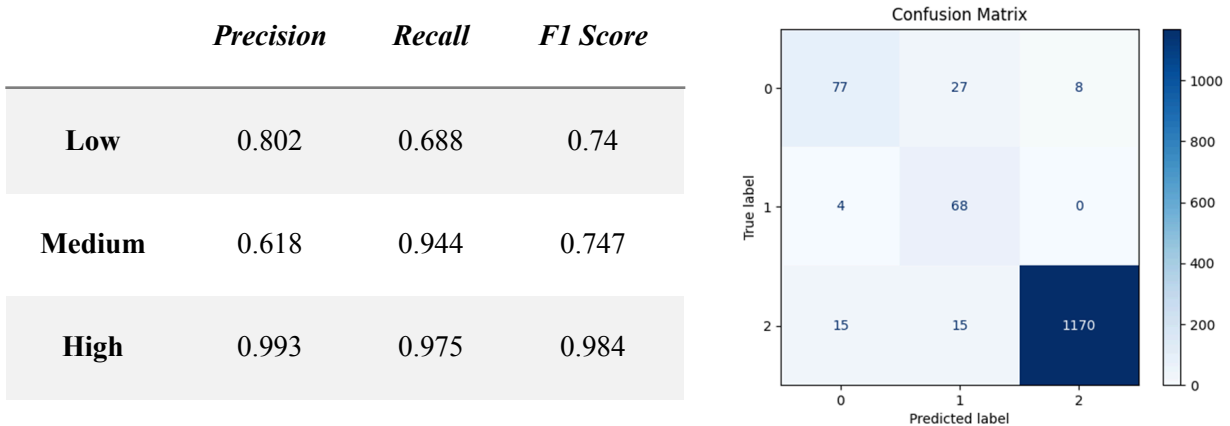 Precision Recall F1 Score
Low 0.802 0.688 0.74
Medium 0.618 0.944 0.747
High 0.993 0.975 0.984
Confusion Matrix
True label
0 77 27 8
1 4 68 0
2 15 15 1170
0 1 2
Predicted label
1000
800
600
400
200
0